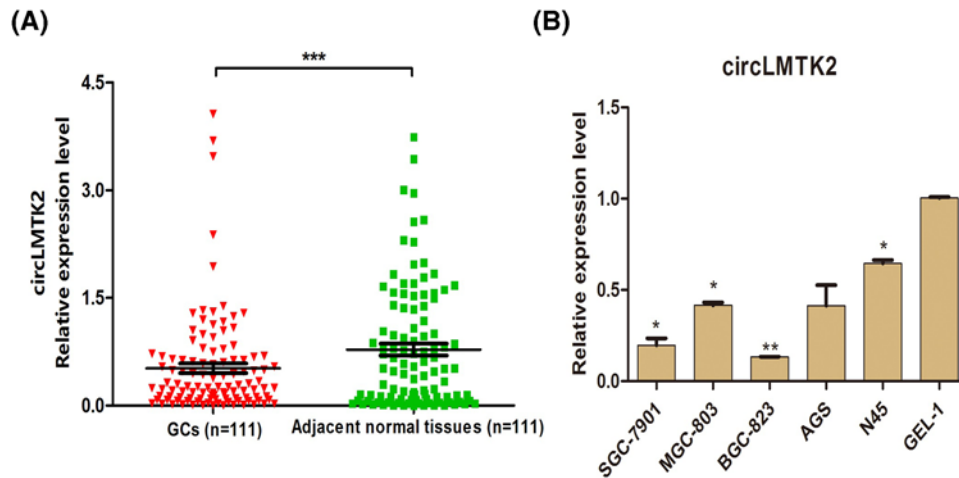 (A)
***
circLMTK2
Relative expression level
4.5
3.0
1.5
0.0
GCs (n=111)
Adjacent normal tissues (n=111)
(B)
circLMTK2
Relative expression level
1.5
1.0
0.5
0.0
*
*
**
*
SGC-7901
MGC-803
BGC-823
AGS
N45
GEL-1